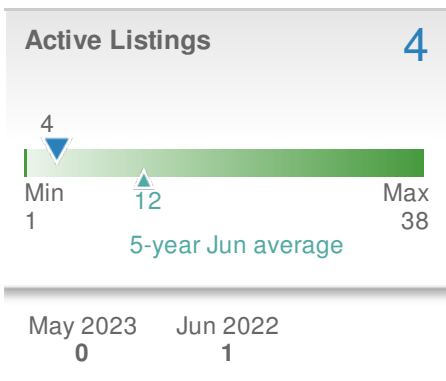 Active Listings 4
4
Min 12 Max
1 38
5-year Jun average
May 2023 Jun 2022
0 1